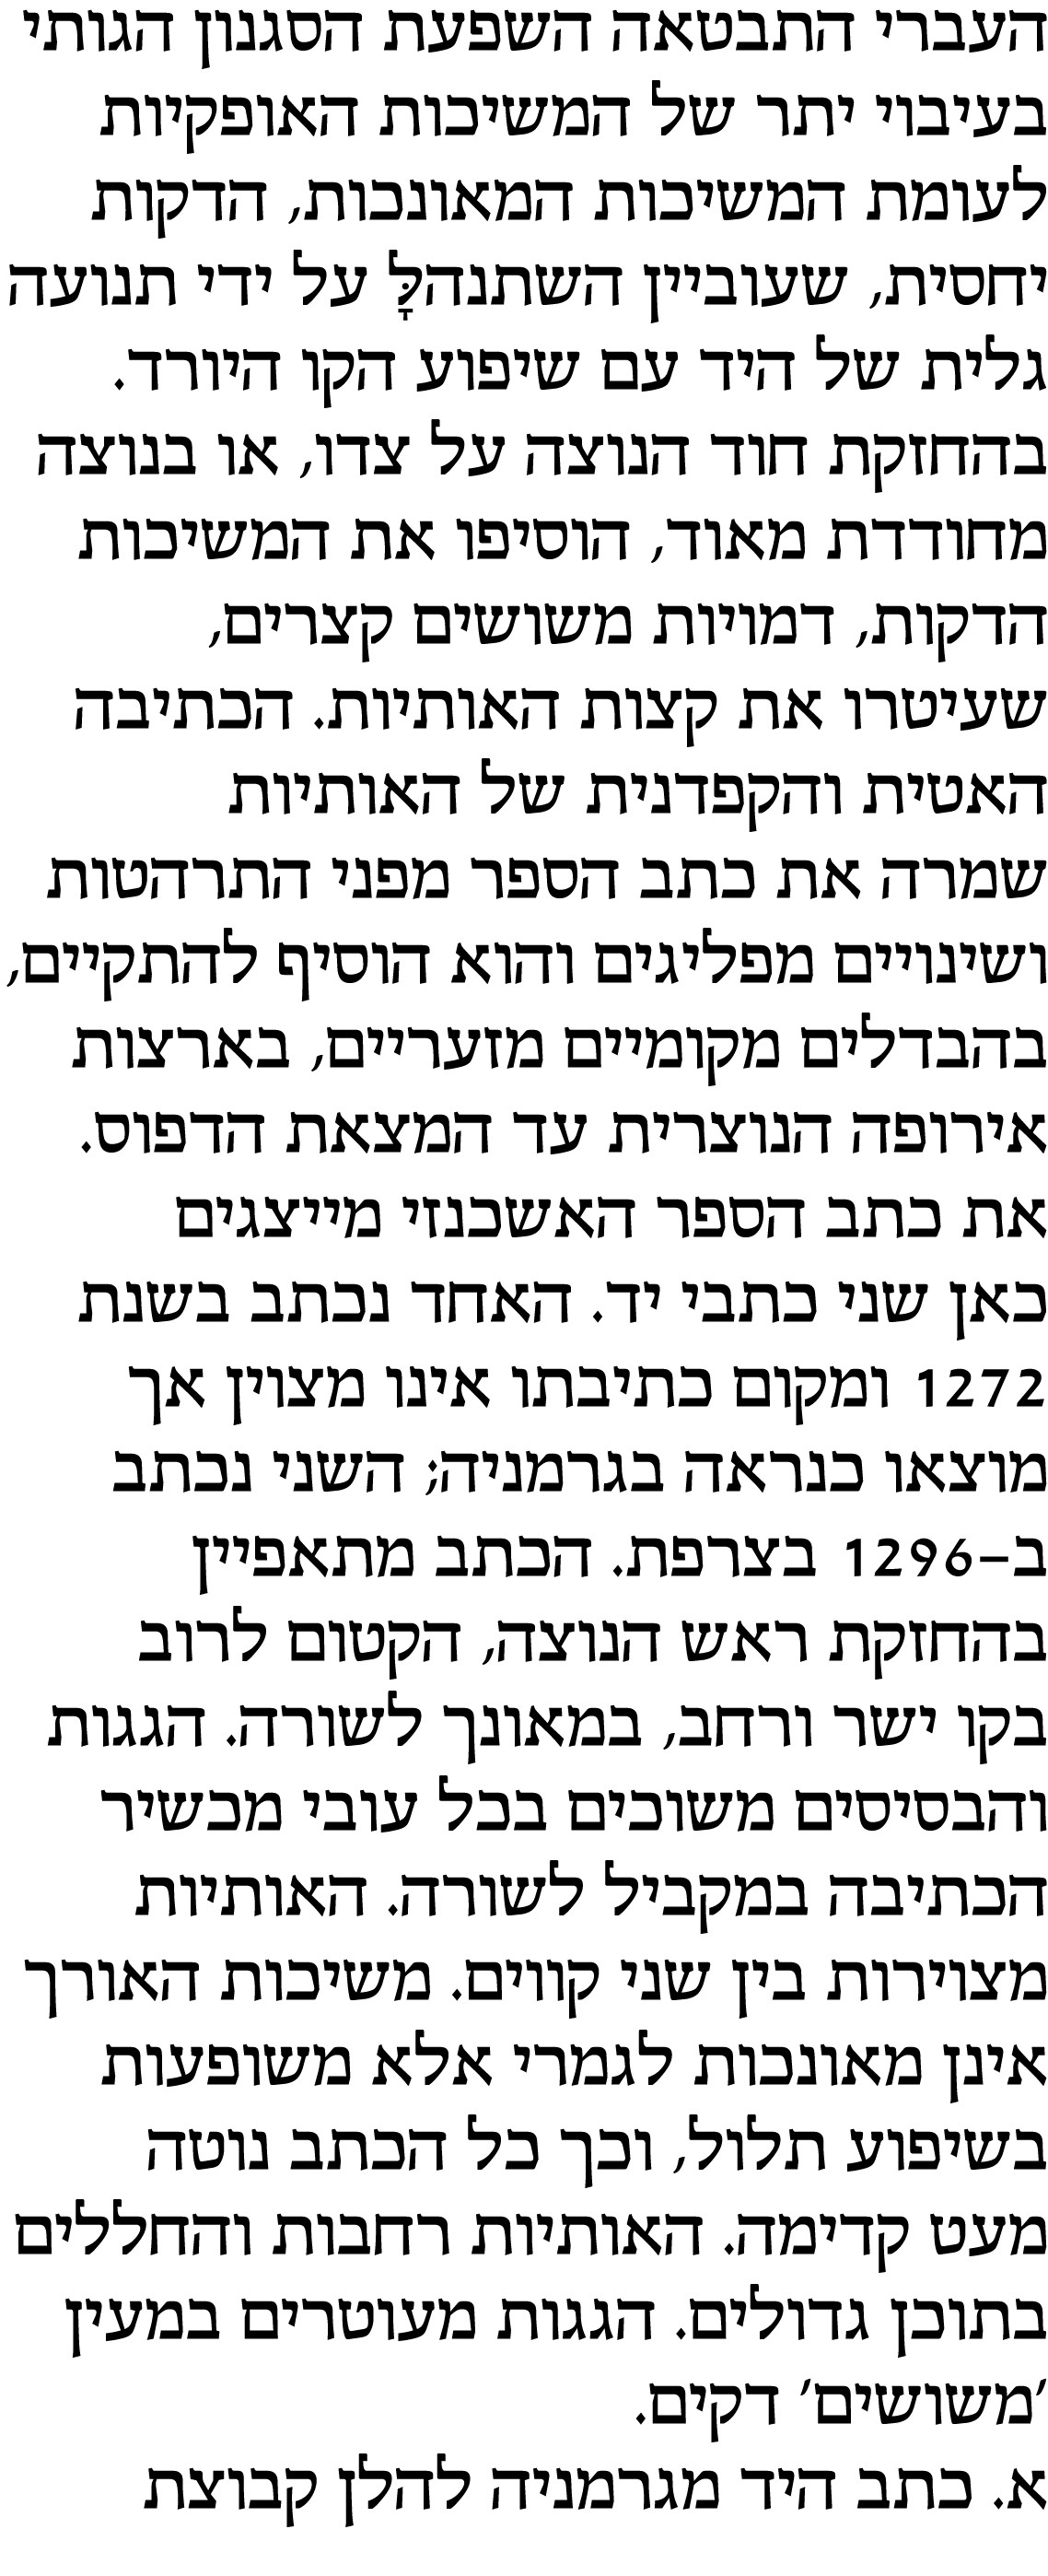 העברי התבטאה השפעת הסגנון הגותי
בעיבוי יתר של המשיכות האופקיות
לעומת המשיכות המאונכות, הדקות
יחסית, שעוביין השתנהלָּ על ידי תנועה
גלית של היד עם שיפוע הקו היורד.
בהחזקת חוד הנוצה על צדו, או בנוצה
מחודדת מאוד, הוסיפו את המשיכות
הדקות, דמויות משושים קצרים,
שעיטרו את קצות האותיות. הכתיבה
האטית והקפדנית של האותיות
שמרה את כתב הספר מפני התרהטות
ושינויים מפליגים והוא הוסיף להתקיים,
בהבדלים מקומיים מזעריים, בארצות
אירופה הנוצרית עד המצאת הדפוס.
את כתב הספר האשכנזי מייצגים
כאן שני כתבי יד. האחד נכתב בשנת
1272 ומקום כתיבתו אינו מצוין אך
מוצאו כנראה בגרמניה; השני נכתב
ב–1296 בצרפת. הכתב מתאפיין
בהחזקת ראש הנוצה, הקטום לרוב
בקו ישר ורחב, במאונך לשורה. הגגות
והבסיסים משוכים בכל עובי מכשיר
הכתיבה במקביל לשורה. האותיות
מצוירות בין שני קווים. משיכות האורך
אינן מאונכות לגמרי אלא משופעות
בשיפוע תלול, וכך כל הכתב נוטה
מעט קדימה. האותיות רחבות והחללים
בתוכן גדולים. הגגות מעוטרים במעין
'משושים' דקים.
א. כתב היד מגרמניה להלן קבוצת